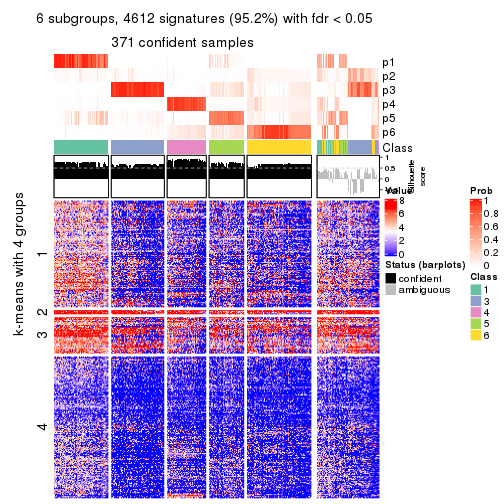 6 subgroups, 4612 signatures (95.2%) with fdr < 0.05
371 confident samples
p1
p2
p3
p4
p5
p6
Class
1
0.5
0
Silhouette
score
k-means with 4 groups
1
2
3
4
Value
8
6
4
2
0
Status (barplots)
confident
ambiguous
Prob
1
0.8
0.6
0.4
0.2
0
Class
1
3
4
5
6